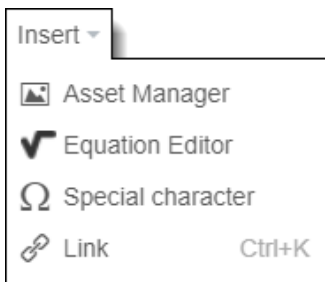 Insert
Asset Manager
Equation Editor
Special character
Link Ctrl+K